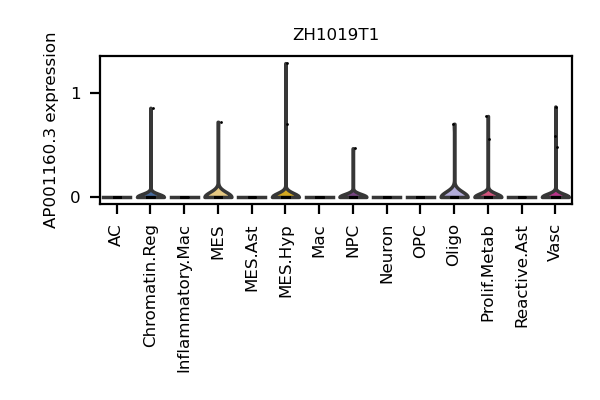 ZH1019T1
AP001160.3 expression
1
0
AC
Chromatin.Reg
Inflammatory.Mac
MES
MES.Ast
MES.Hyp
Mac
NPC
Neuron
OPC
Oligo
Prolif.Metab
Reactive.Ast
Vasc